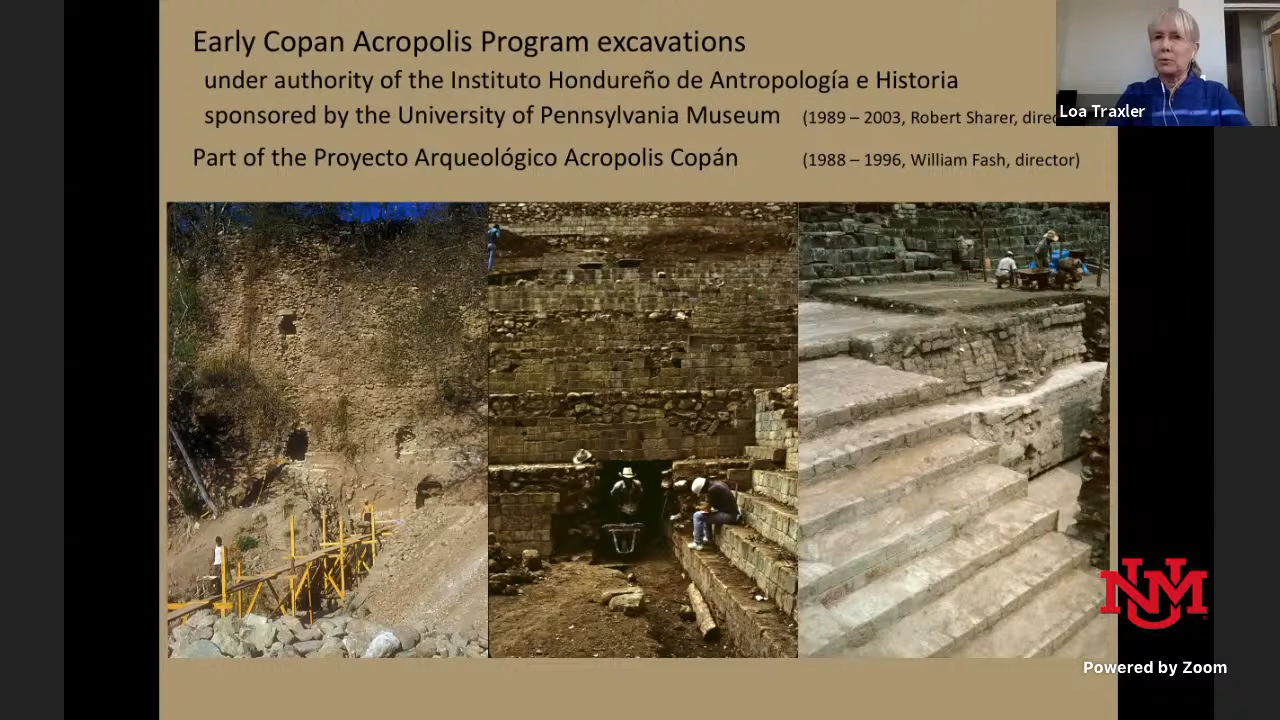 Early Copan Acropolis Program excavations
under authority of the Instituto Hondureño de Antropología e Historia
sponsored by the University of Pennsylvania Museum (1989 – 2003, Robert Sharer,
Part of the Proyecto Arqueológico Acropolis Copán (1988 – 1996, William Fash, director)
Loa Traxler
UNM
Powered by Zoom